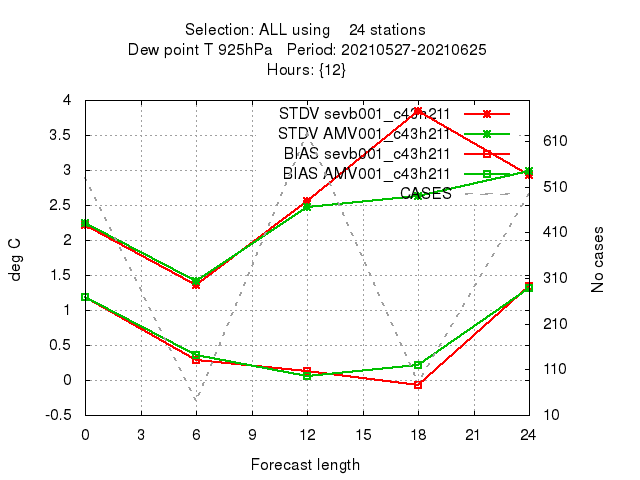 Selection: ALL using    24 stations
Dew point T 925hPa   Period: 20210527-20210625
Hours: {12}
STDV sevb001_c43h211
STDV AMV001_c43h211
BIAS sevb001_c43h211
BIAS AMV001_c43h211
CASES
4
3.5
3
2.5
2
1.5
1
0.5
0
-0.5
deg C
610
510
410
310
210
110
10
No cases
0 3 6 9 12 15 18 21 24
Forecast length